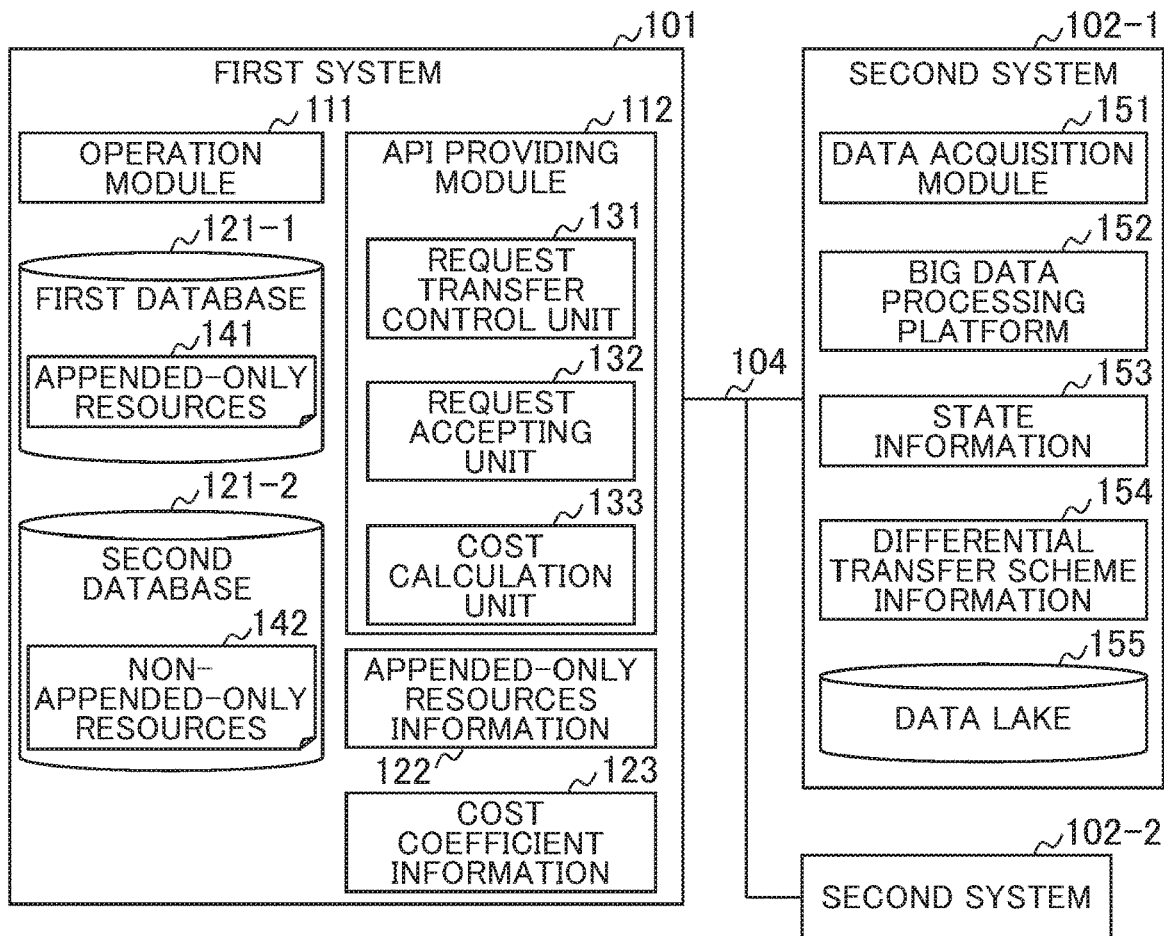 101
FIRST SYSTEM
111
OPERATION
MODULE
121-1
FIRST DATABASE
141
APPENDED-ONLY
RESOURCES
121-2
SECOND
DATABASE
142
NON-
APPENDED-ONLY
RESOURCES
112
API PROVIDING
MODULE
131
REQUEST
TRANSFER
CONTROL UNIT
132
REQUEST
ACCEPTING
UNIT
133
COST
CALCULATION
UNIT
APPENDED-ONLY
RESOURCES
INFORMATION
122
123
COST
COEFFICIENT
INFORMATION
104
102-1
SECOND SYSTEM
151
DATA ACQUISITION
MODULE
152
BIG DATA
PROCESSING
PLATFORM
153
STATE
INFORMATION
154
DIFFERENTIAL
TRANSFER SCHEME
INFORMATION
155
DATA LAKE
102-2
SECOND SYSTEM